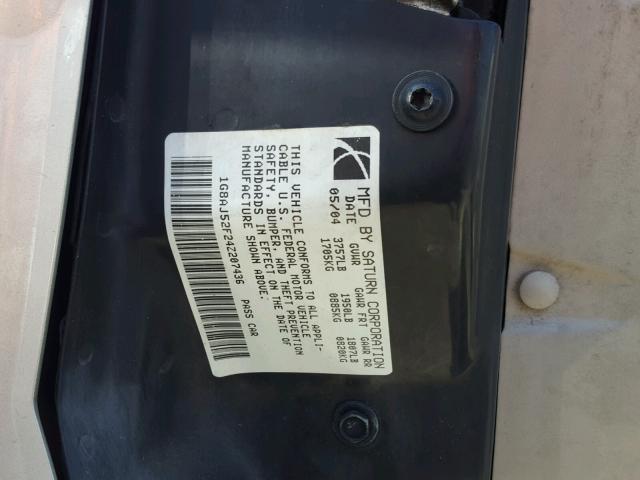 MFD BY SATURN CORPORATION
DATE GVWR GAWR FRT GAWR RR
05/04 3757LB 1950LB 1807LB
1705KG 0885KG 0820KG
THIS VEHICLE CONFORMS TO ALL APPLI-
CABLE U.S. FEDERAL MOTOR VEHICLE
SAFETY, BUMPER, AND THEFT PREVENTION
STANDARDS IN EFFECT ON THE DATE OF
MANUFACTURE SHOWN ABOVE.
1G8AJ52F24Z207436 PASS CAR